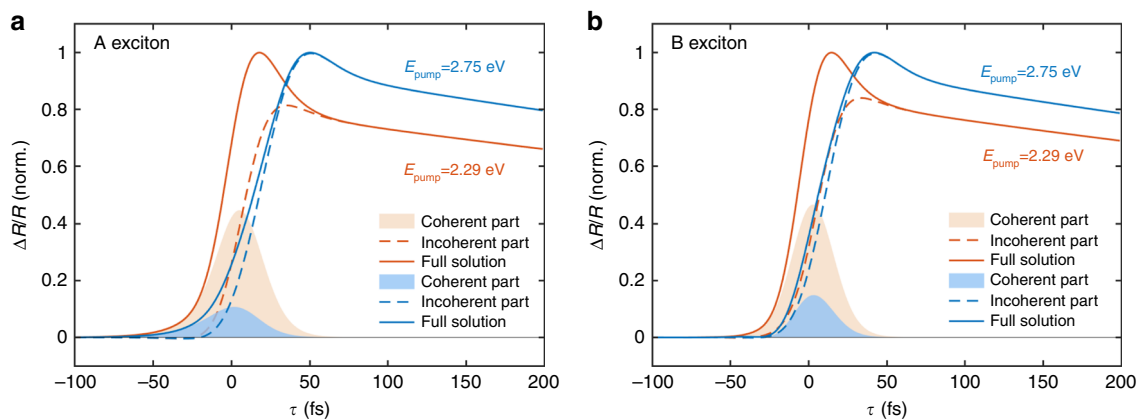 a
A exciton
E_pump=2.75 eV
E_pump=2.29 eV
Coherent part
Incoherent part
Full solution
Coherent part
Incoherent part
Full solution
ΔR/R (norm.)
1
0.8
0.6
0.4
0.2
0
–100
–50
0
50
100
150
200
τ (fs)
b
B exciton
E_pump=2.75 eV
E_pump=2.29 eV
Coherent part
Incoherent part
Full solution
Coherent part
Incoherent part
Full solution
ΔR/R (norm.)
1
0.8
0.6
0.4
0.2
0
–100
–50
0
50
100
150
200
τ (fs)